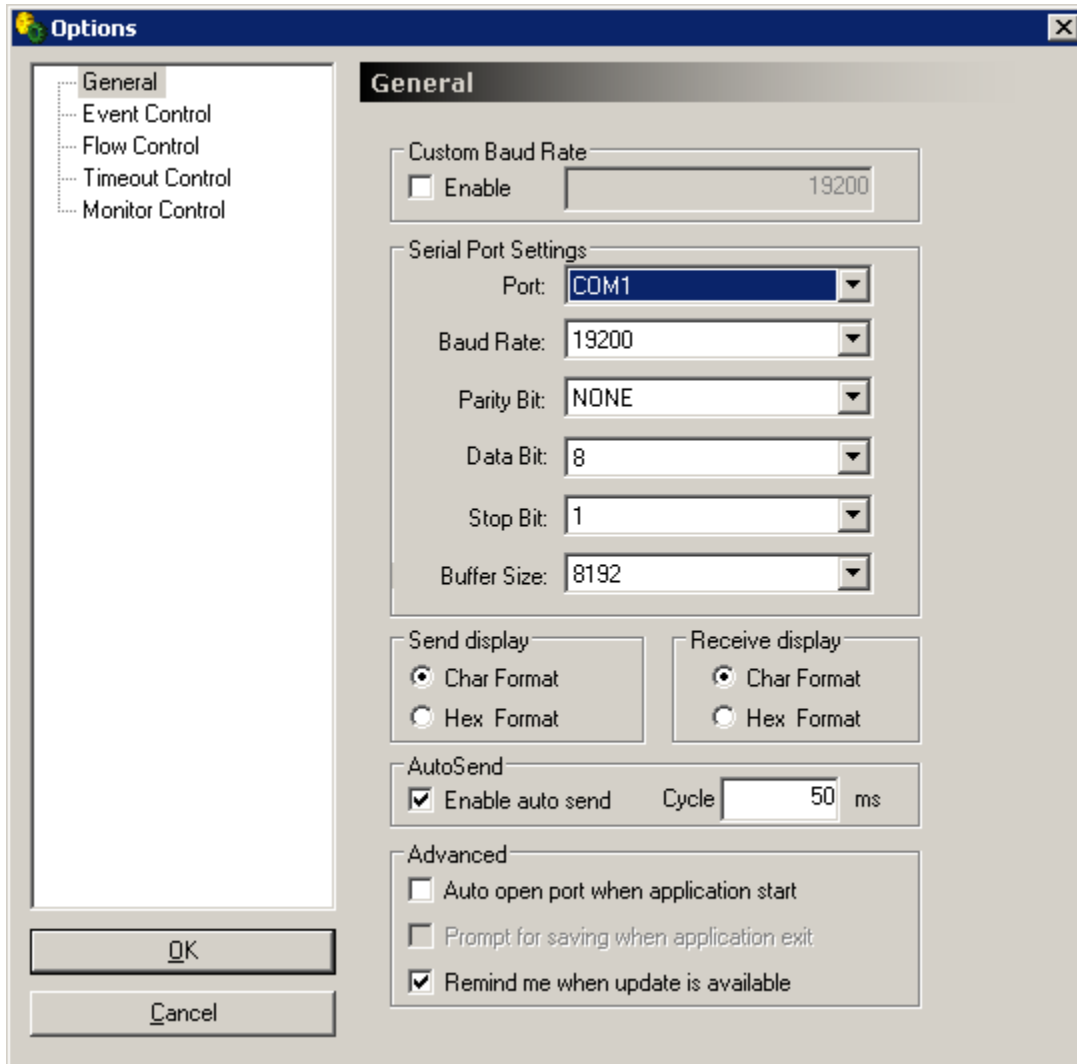 Options
General
Event Control
Flow Control
Timeout Control
Monitor Control
OK
Cancel
General
Custom Baud Rate
Enable 19200
Serial Port Settings
Port: COM1
Baud Rate: 19200
Parity Bit: NONE
Data Bit: 8
Stop Bit: 1
Buffer Size: 8192
Send display
Char Format
Hex Format
Receive display
Char Format
Hex Format
AutoSend
Enable auto send Cycle 50 ms
Advanced
Auto open port when application start
Prompt for saving when application exit
Remind me when update is available